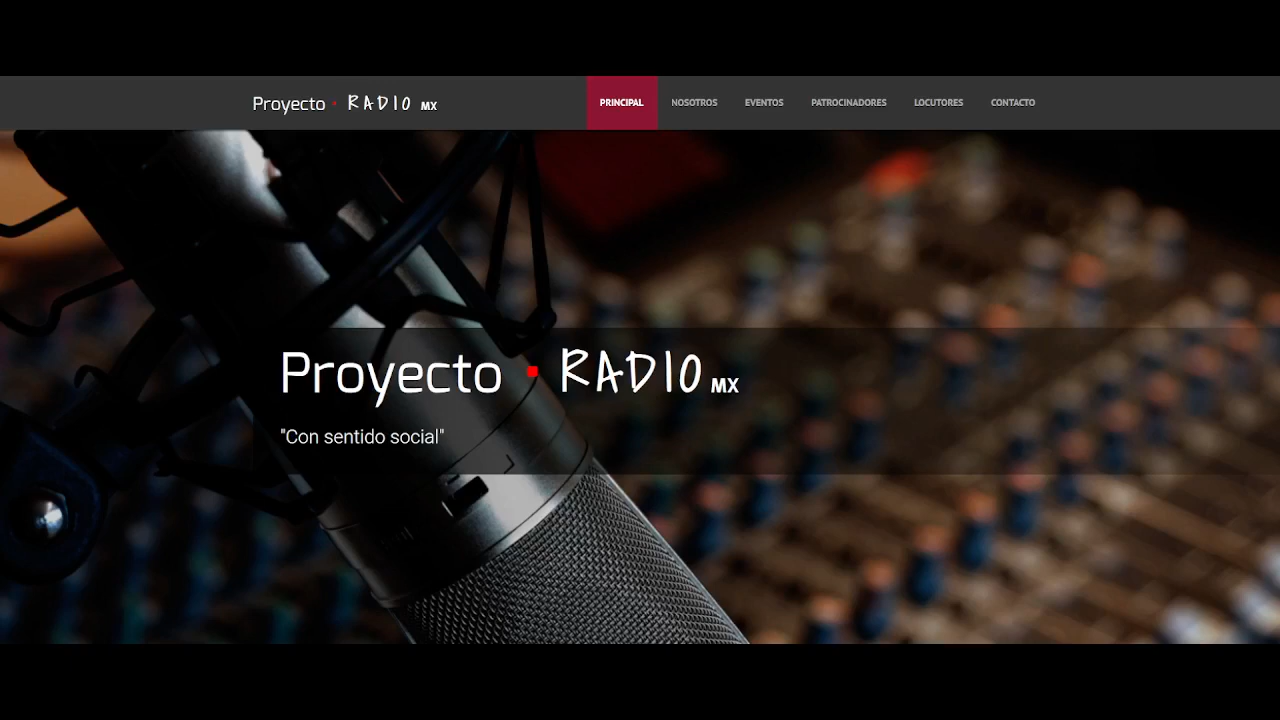 Proyecto · RADIO MX
PRINCIPAL NOSOTROS EVENTOS PATROCINADORES LOCUTORES CONTACTO
Proyecto · RADIO MX
"Con sentido social"